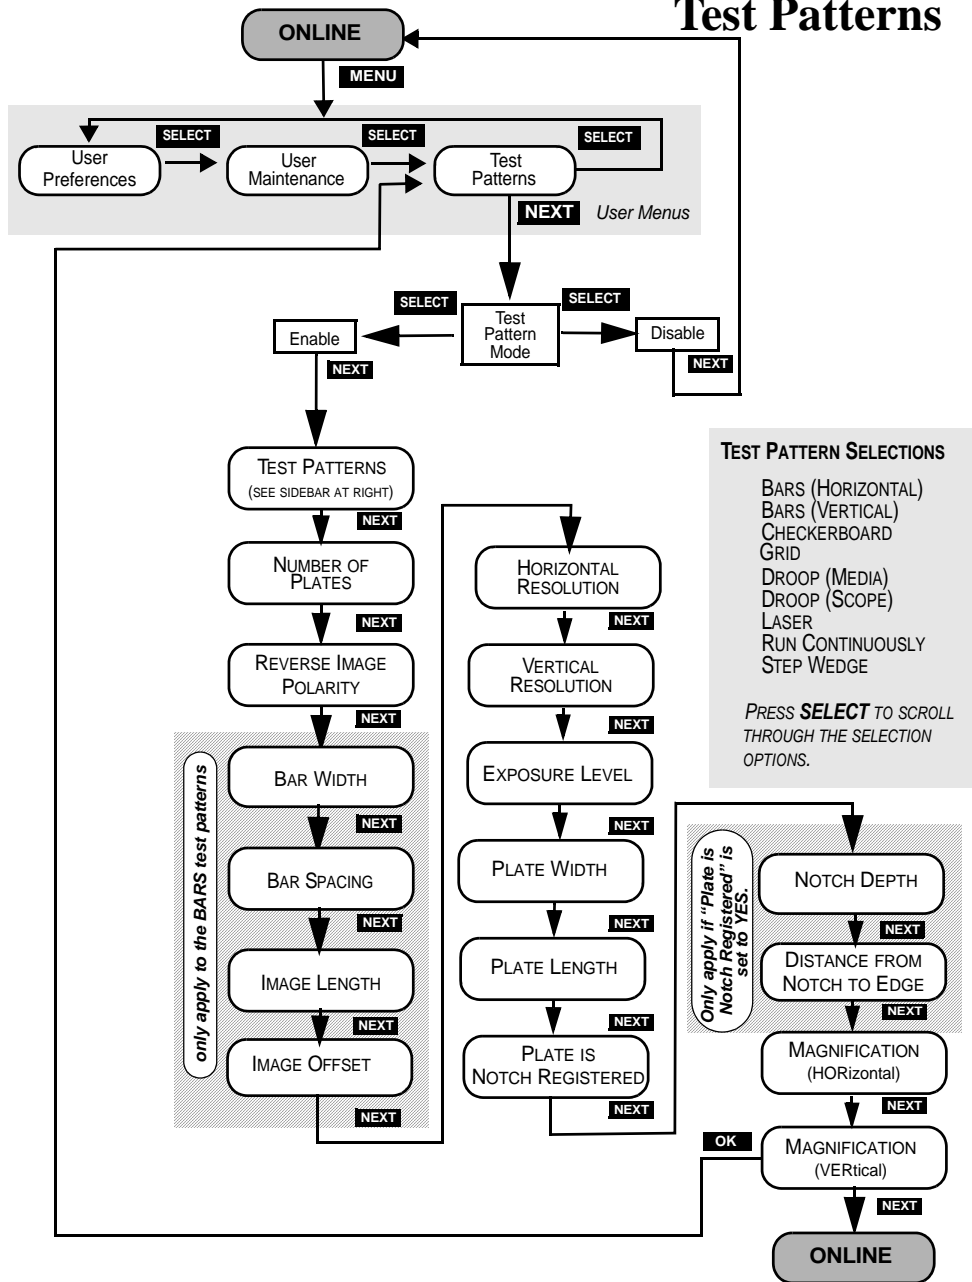 Test Patterns
ONLINE
MENU
SELECT
SELECT
SELECT
User
Preferences
User
Maintenance
Test
Patterns
NEXT
User Menus
SELECT
SELECT
Test
Pattern
Mode
Enable
Disable
NEXT
NEXT
TEST PATTERNS
(SEE SIDEBAR AT RIGHT)
NEXT
NUMBER OF
PLATES
NEXT
REVERSE IMAGE
POLARITY
NEXT
only apply to the BARS test patterns
BAR WIDTH
NEXT
BAR SPACING
NEXT
IMAGE LENGTH
NEXT
IMAGE OFFSET
NEXT
HORIZONTAL
RESOLUTION
NEXT
VERTICAL
RESOLUTION
NEXT
EXPOSURE LEVEL
NEXT
PLATE WIDTH
NEXT
PLATE LENGTH
NEXT
PLATE IS
NOTCH REGISTERED
NEXT
TEST PATTERN SELECTIONS
BARS (HORIZONTAL)
BARS (VERTICAL)
CHECKERBOARD
GRID
DROOP (MEDIA)
DROOP (SCOPE)
LASER
RUN CONTINUOUSLY
STEP WEDGE
PRESS SELECT TO SCROLL
THROUGH THE SELECTION
OPTIONS.
Only apply if "Plate is
Notch Registered" is
set to YES.
NOTCH DEPTH
NEXT
DISTANCE FROM
NOTCH TO EDGE
NEXT
MAGNIFICATION
(HORizontal)
NEXT
OK
MAGNIFICATION
(VERtical)
NEXT
ONLINE